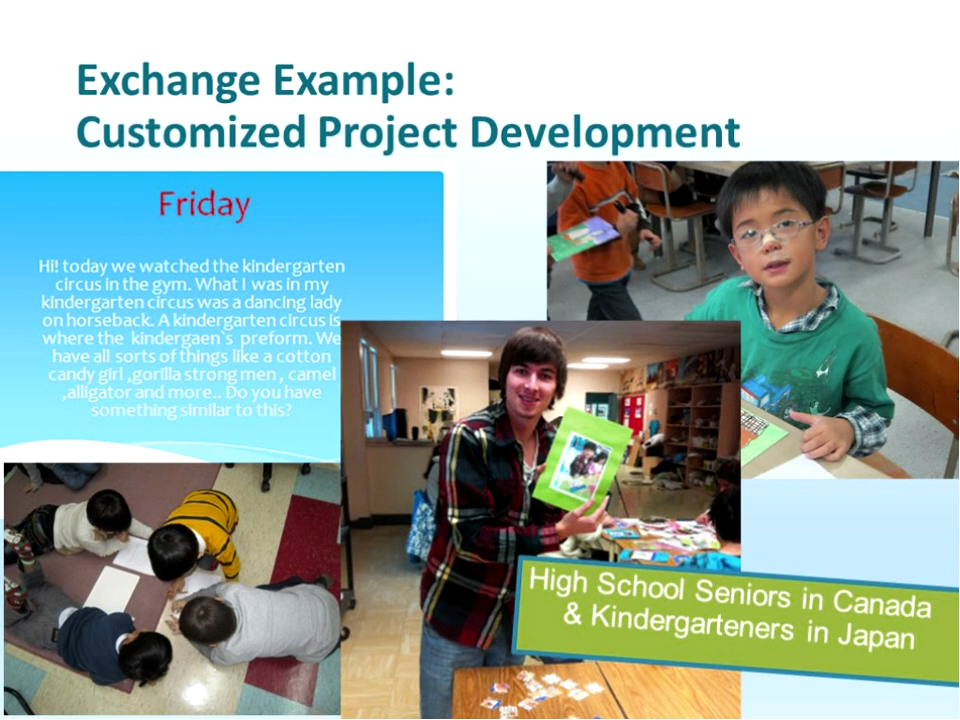 Exchange Example:
Customized Project Development
Friday
Hi! today we watched the kindergarten
circus in the gym. What I was in my
kindergarten circus was a dancing lady
on horseback. A kindergarten circus is
where the kindergaen`s preform. We
have all sorts of things like a cotton
candy girl ,gorilla strong men , camel
,alligator and more.. Do you have
something similar to this?
High School Seniors in Canada
& Kindergarteners in Japan